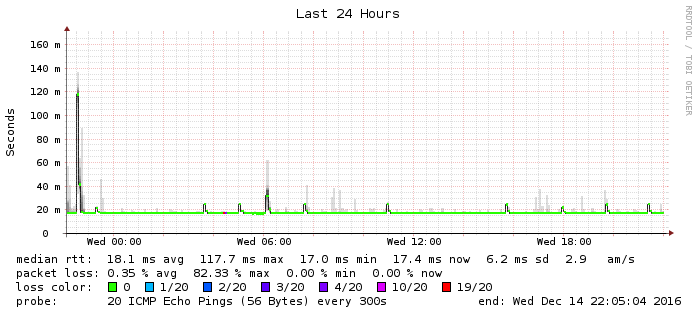 Last 24 Hours
RRDTOOL / TOBI OETIKER
Seconds
160 m
140 m
120 m
100 m
80 m
60 m
40 m
20 m
0
Wed 00:00 Wed 06:00 Wed 12:00 Wed 18:00
median rtt: 18.1 ms avg 117.7 ms max 17.0 ms min 17.4 ms now 6.2 ms sd 2.9 am/s
packet loss: 0.35 % avg 82.33 % max 0.00 % min 0.00 % now
loss color: 0 1/20 2/20 3/20 4/20 10/20 19/20
probe: 20 ICMP Echo Pings (56 Bytes) every 300s end: Wed Dec 14 22:05:04 2016